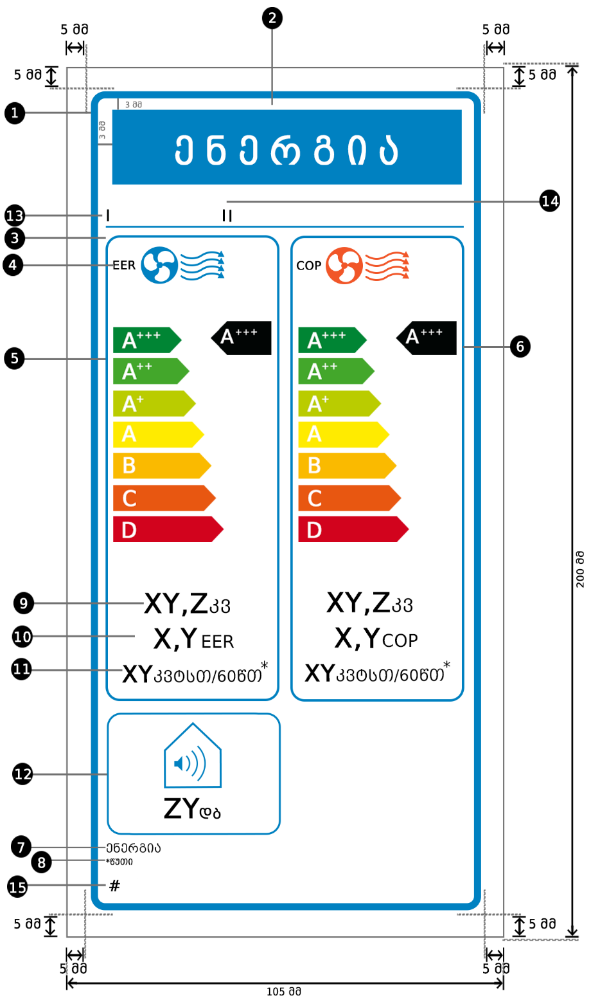 2
5 მმ 5 მმ
5 მმ 5 მმ
1 3 მმ
3 მმ
ენერგია
14
13 I II
3
4 EER COP
A+++ A+++ A+++ A+++
5 6
A++ A++
A+ A+
A A
B B
C C
D D
200 მმ
9 XY,Zკვ XY,Zკვ
10 X,Y EER X,Y COP
11 XYკვტსთ/60წთ* XYკვტსთ/60წთ*
12
ZYდბ
7 ენერგია
8 *წუთი
15 #
5 მმ 5 მმ
5 მმ 5 მმ
105 მმ